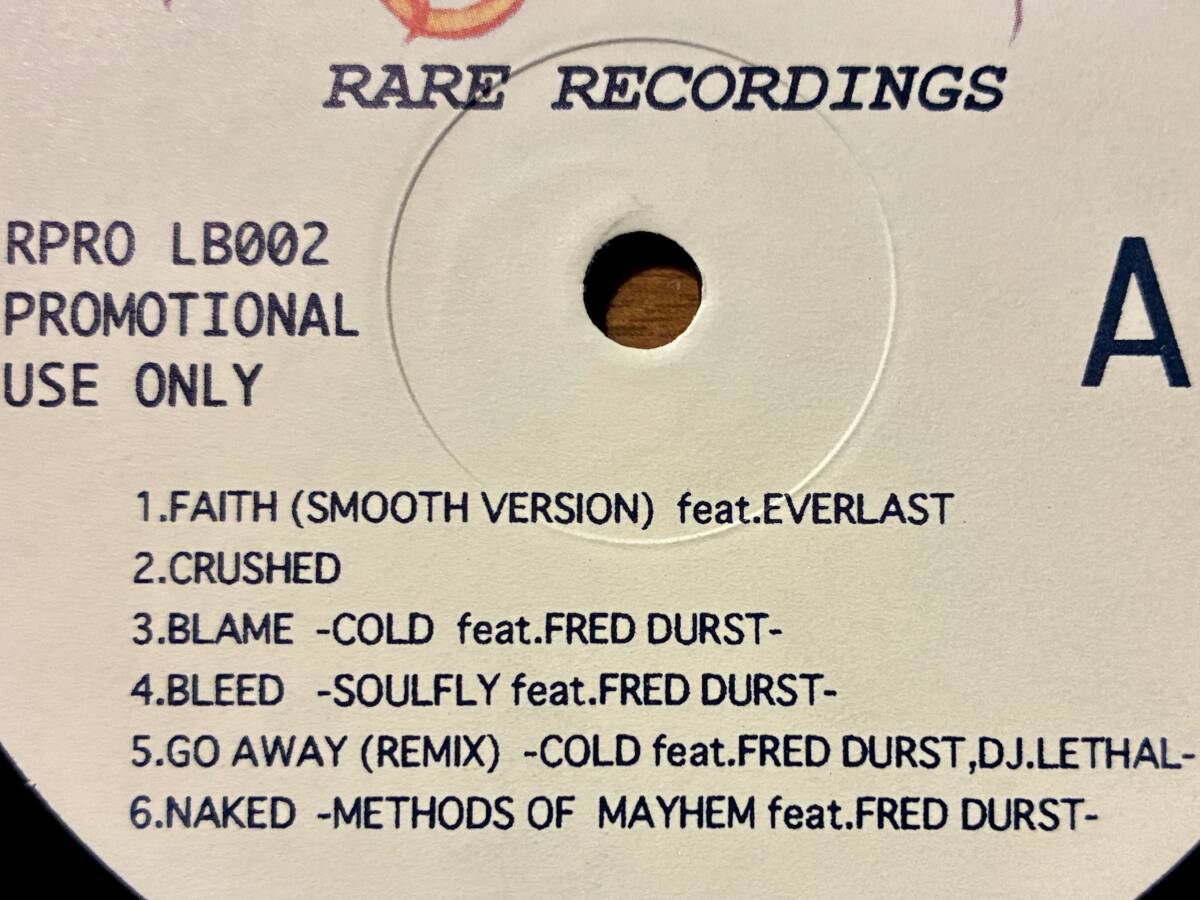 RARE RECORDINGS
RPRO LB002
PROMOTIONAL
USE ONLY
A
1.FAITH (SMOOTH VERSION) feat.EVERLAST
2.CRUSHED
3.BLAME -COLD feat.FRED DURST-
4.BLEED -SOULFLY feat.FRED DURST-
5.GO AWAY (REMIX) -COLD feat.FRED DURST,DJ.LETHAL-
6.NAKED -METHODS OF MAYHEM feat.FRED DURST-